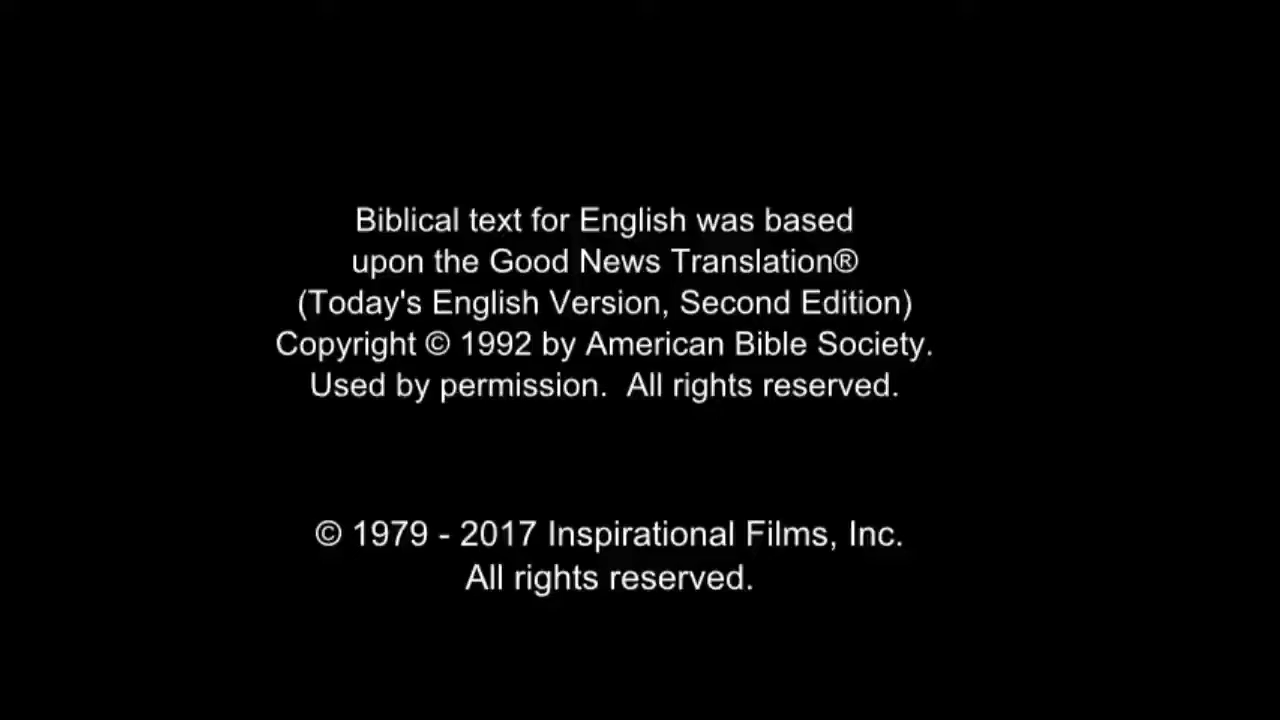 Biblical text for English was based
upon the Good News Translation®
(Today's English Version, Second Edition)
Copyright © 1992 by American Bible Society.
Used by permission.  All rights reserved.
© 1979 - 2017 Inspirational Films, Inc.
All rights reserved.